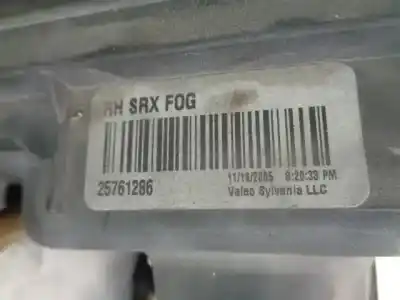 RH SRX FOG
25761286 11/18/2005 8:20:33 PM
Valeo Sylvania LLC